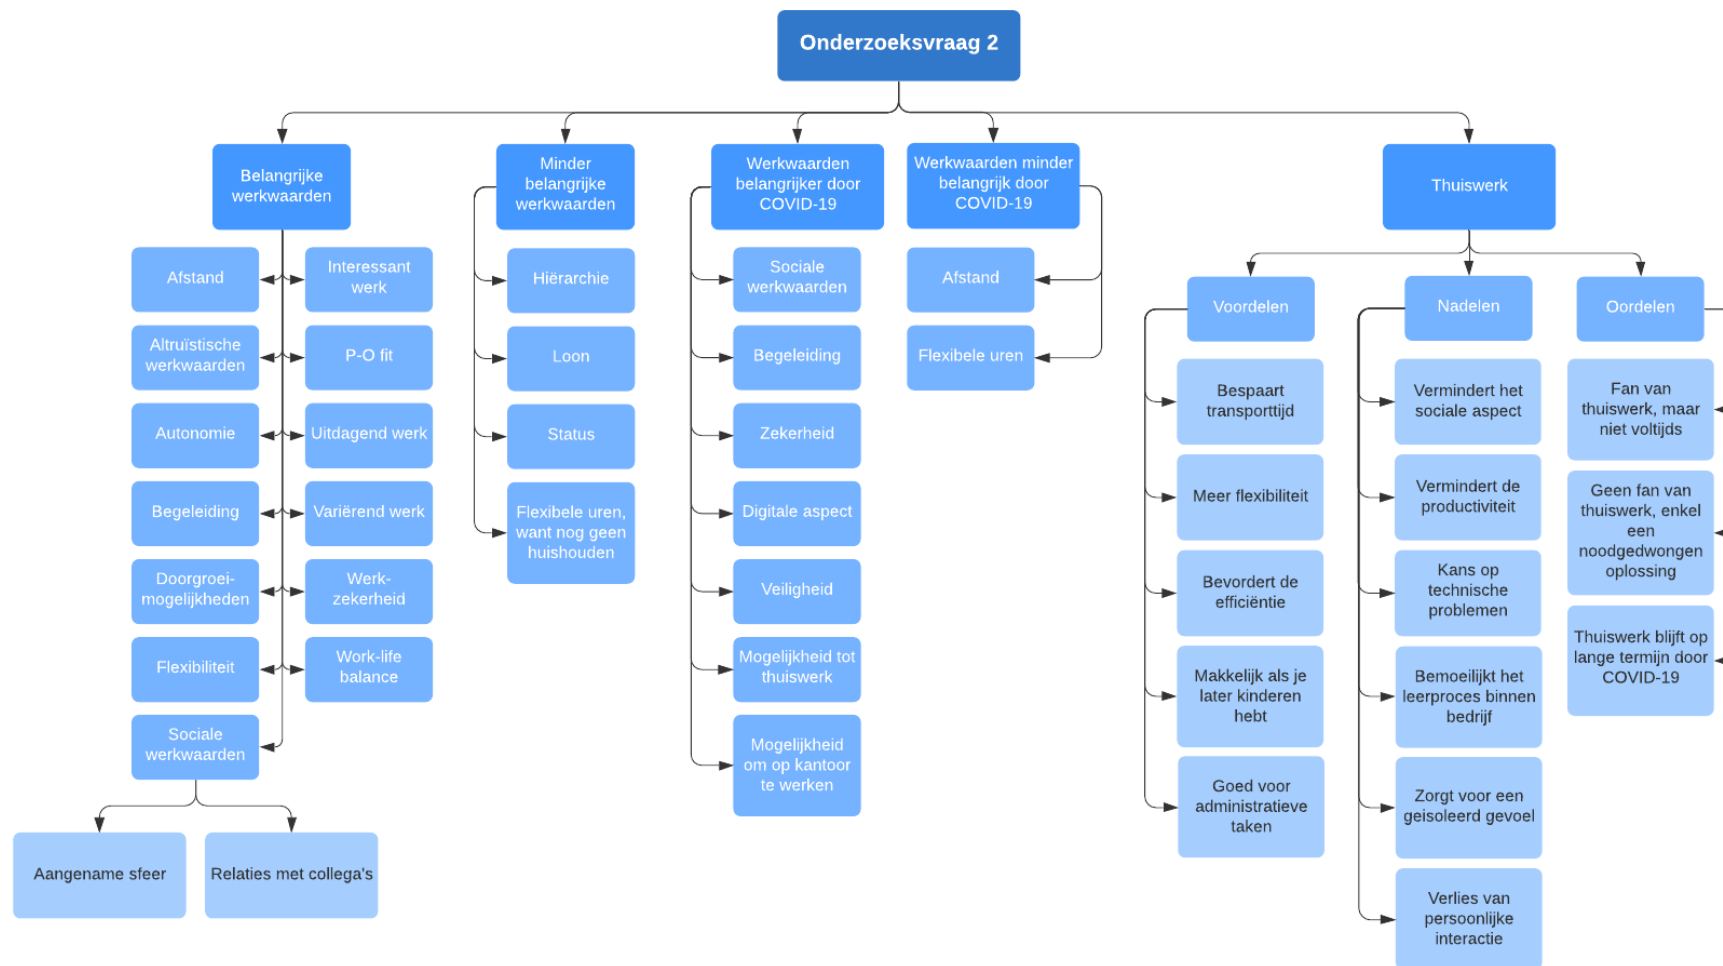 Onderzoeksvraag 2
Belangrijke
werkwaarden
Afstand
Altruïstische
werkwaarden
Autonomie
Begeleiding
Doorgroei-
mogelijkheden
Flexibiliteit
Sociale
werkwaarden
Aangename sfeer
Relaties met collega's
Interessant
werk
P-O fit
Uitdagend werk
Variërend werk
Werk-
zekerheid
Work-life
balance
Minder
belangrijke
werkwaarden
Hiërarchie
Loon
Status
Flexibele uren,
want nog geen
huishouden
Werkwaarden
belangrijker door
COVID-19
Sociale
werkwaarden
Begeleiding
Zekerheid
Digitale aspect
Veiligheid
Mogelijkheid tot
thuiswerk
Mogelijkheid
om op kantoor
te werken
Werkwaarden minder
belangrijk door
COVID-19
Afstand
Flexibele uren
Thuiswerk
Voordelen
Bespaart
transporttijd
Meer flexibiliteit
Bevordert de
efficiëntie
Makkelijk als je
later kinderen
hebt
Goed voor
administratieve
taken
Nadelen
Vermindert het
sociale aspect
Vermindert de
productiviteit
Kans op
technische
problemen
Bemoeilijkt het
leerproces binnen
bedrijf
Zorgt voor een
geisoleerd gevoel
Verlies van
persoonlijke
interactie
Oordelen
Fan van
thuiswerk, maar
niet voltijds
Geen fan van
thuiswerk, enkel
een
noodgedwongen
oplossing
Thuiswerk blijft op
lange termijn door
COVID-19